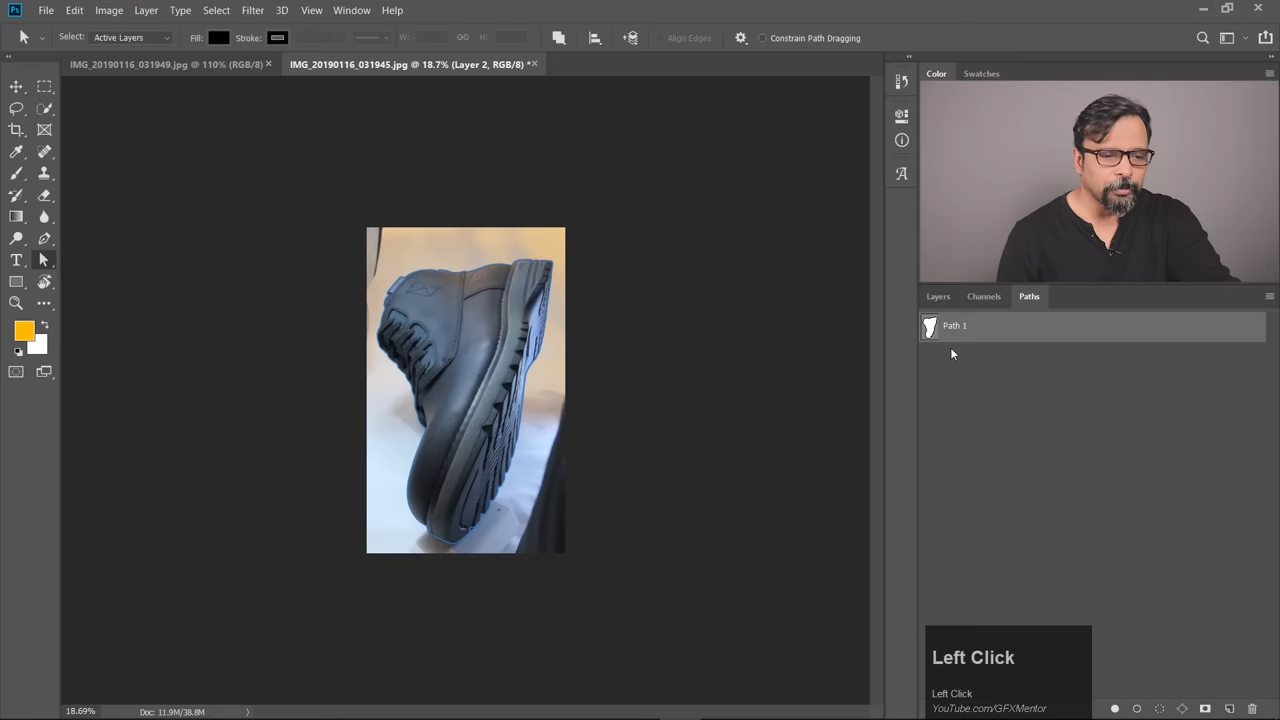 Ps File Edit Image Layer Type Select Filter 3D View Window Help
Select: Active Layers Fill: Stroke: W: H: Align Edges Constrain Path Dragging
IMG_20190116_031949.jpg @ 110% (RGB/8) × IMG_20190116_031945.jpg @ 18.7% (Layer 2, RGB/8) * ×
Color Swatches
Layers Channels Paths
Path 1
Left Click
Left Click
YouTube.com/GFXMentor
18.69% Doc: 11.9M/38.8M